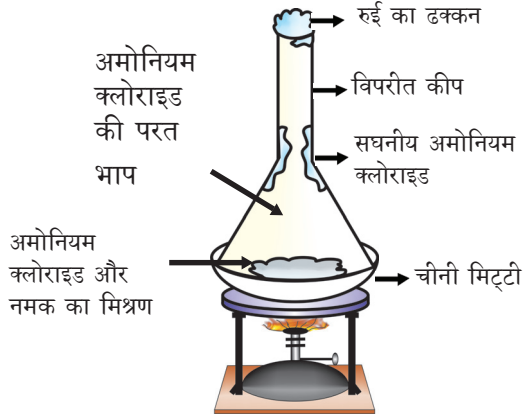 रुई का ढक्कन
अमोनियम
क्लोराइड
की परत
भाप
विपरीत कीप
सघनीय अमोनियम
क्लोराइड
अमोनियम
क्लोराइड और
नमक का मिश्रण
चीनी मिट्टी